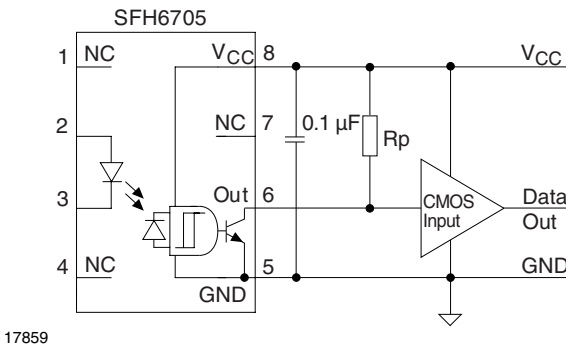 SFH6705
1 NC VCC 8 VCC
2 NC 7 0.1 µF Rp
3 Out 6 CMOS Input Data Out
4 NC GND 5 GND
17859